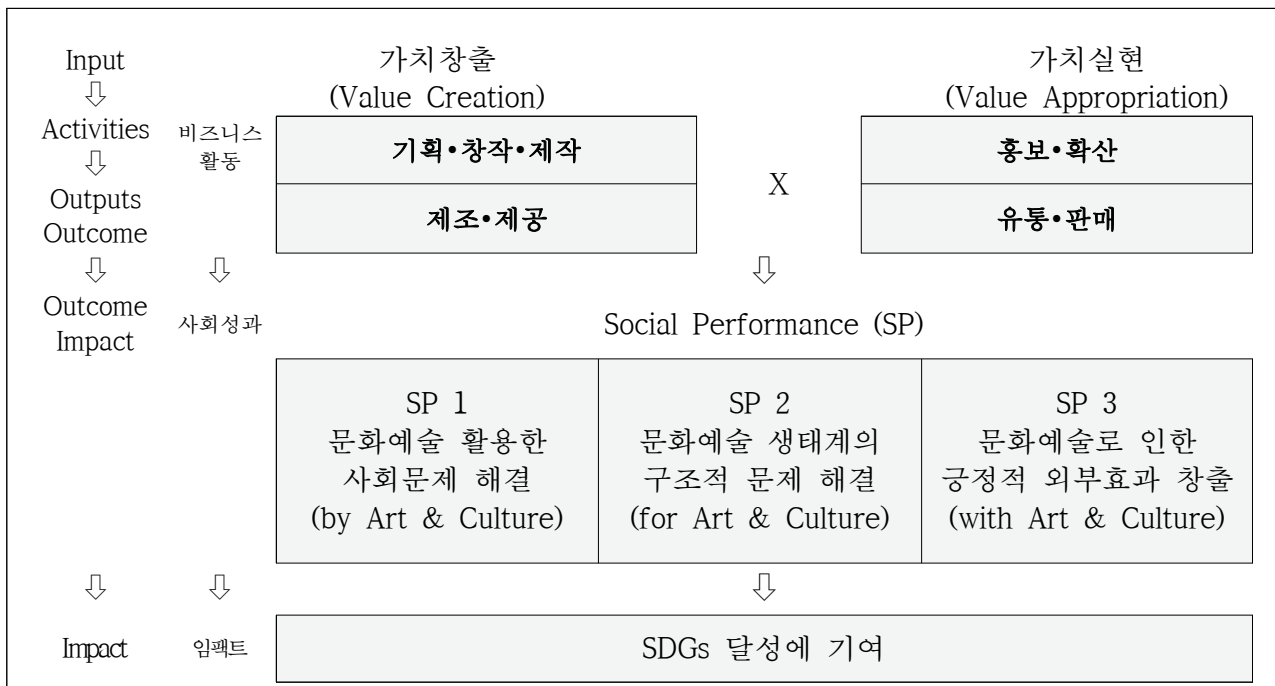 Input
가치창출
(Value Creation)
가치실현
(Value Appropriation)
⇩
Activities
비즈니스
활동
기획•창작•제작
홍보•확산
⇩
X
Outputs
Outcome
제조•제공
유통•판매
⇩ ⇩ ⇩
Outcome
Impact
사회성과
Social Performance (SP)
SP 1
문화예술 활용한
사회문제 해결
(by Art & Culture)
SP 2
문화예술 생태계의
구조적 문제 해결
(for Art & Culture)
SP 3
문화예술로 인한
긍정적 외부효과 창출
(with Art & Culture)
⇩ ⇩ ⇩
Impact
임팩트
SDGs 달성에 기여